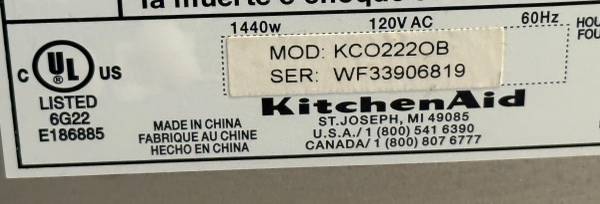 la muerte o choque
1440w 120V AC 60Hz HOU
FOU
MOD: KCO222OB
SER: WF33906819
C UL US
LISTED
6G22
E186885
KitchenAid
ST. JOSEPH, MI 49085
U.S.A./ 1 (800) 541 6390
CANADA/ 1 (800) 807 6777
MADE IN CHINA
FABRIQUE AU CHINE
HECHO EN CHINA